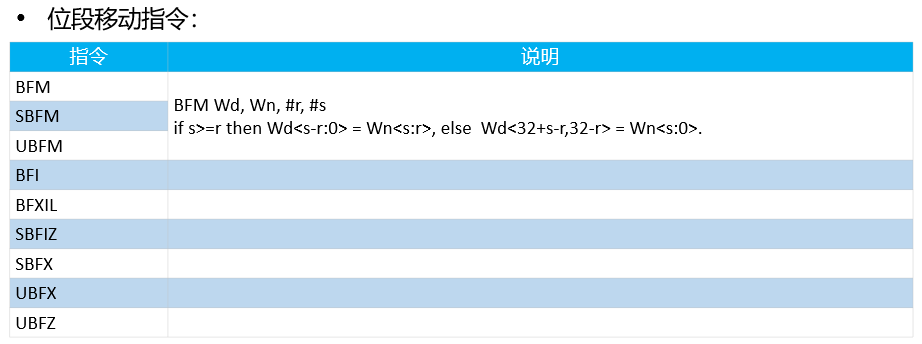 • 位段移动指令：
指令 说明
BFM
SBFM
UBFM
BFM Wd, Wn, #r, #s
if s>=r then Wd<s-r:0> = Wn<s:r>, else Wd<32+s-r,32-r> = Wn<s:0>.
BFI
BFXIL
SBFIZ
SBFX
UBFX
UBFZ